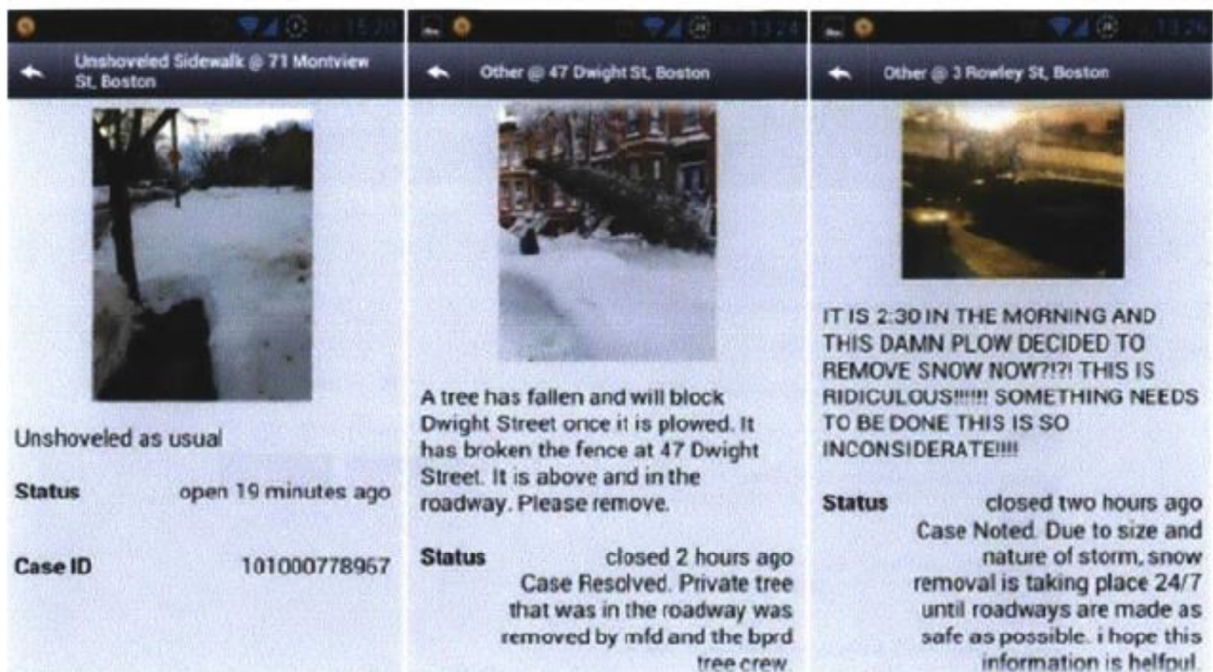 15:20
Unshoveled Sidewalk @ 71 Montview
St, Boston
Unshoveled as usual
Status open 19 minutes ago
Case ID 101000778967
13:24
Other @ 47 Dwight St, Boston
A tree has fallen and will block
Dwight Street once it is plowed. It
has broken the fence at 47 Dwight
Street. It is above and in the
roadway. Please remove.
Status closed 2 hours ago
Case Resolved. Private tree
that was in the roadway was
removed by mfd and the bprd
tree crew.
13:26
Other @ 3 Rowley St, Boston
IT IS 2:30 IN THE MORNING AND
THIS DAMN PLOW DECIDED TO
REMOVE SNOW NOW?!?! THIS IS
RIDICULOUS!!!!!! SOMETHING NEEDS
TO BE DONE THIS IS SO
INCONSIDERATE!!!!
Status closed two hours ago
Case Noted. Due to size and
nature of storm, snow
removal is taking place 24/7
until roadways are made as
safe as possible. i hope this
information is helfpul.